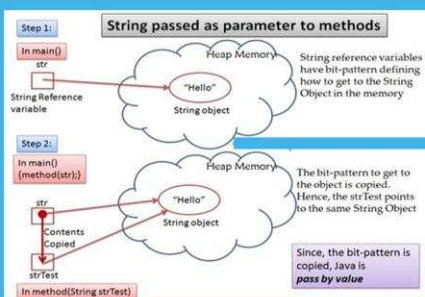 String passed as parameter to methods
Step 1:
In main()
str
String Reference
variable
Heap Memory
"Hello"
String object
String reference variables
have bit-pattern defining
how to get to the String
Object in the memory
Step 2:
In main()
{method(str);}
str
Contents
Copied
strTest
In method(String strTest)
Heap Memory
"Hello"
String object
The bit-pattern to get to
the object is copied.
Hence, the strTest points
to the same String Object
Since, the bit-pattern is
copied, Java is
pass by value